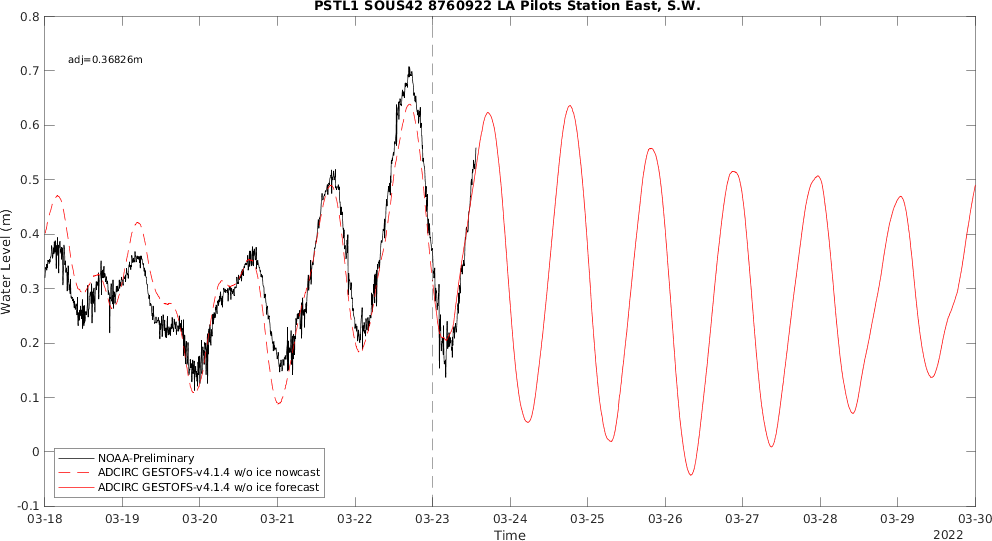 PSTL1 SOUS42 8760922 LA Pilots Station East, S.W.
0.8
0.7
0.6
0.5
0.4
0.3
0.2
0.1
0
-0.1
Water Level (m)
adj=0.36826m
NOAA-Preliminary
ADCIRC GESTOFS-v4.1.4 w/o ice nowcast
ADCIRC GESTOFS-v4.1.4 w/o ice forecast
03-18 03-19 03-20 03-21 03-22 03-23 03-24 03-25 03-26 03-27 03-28 03-29 03-30
Time
2022